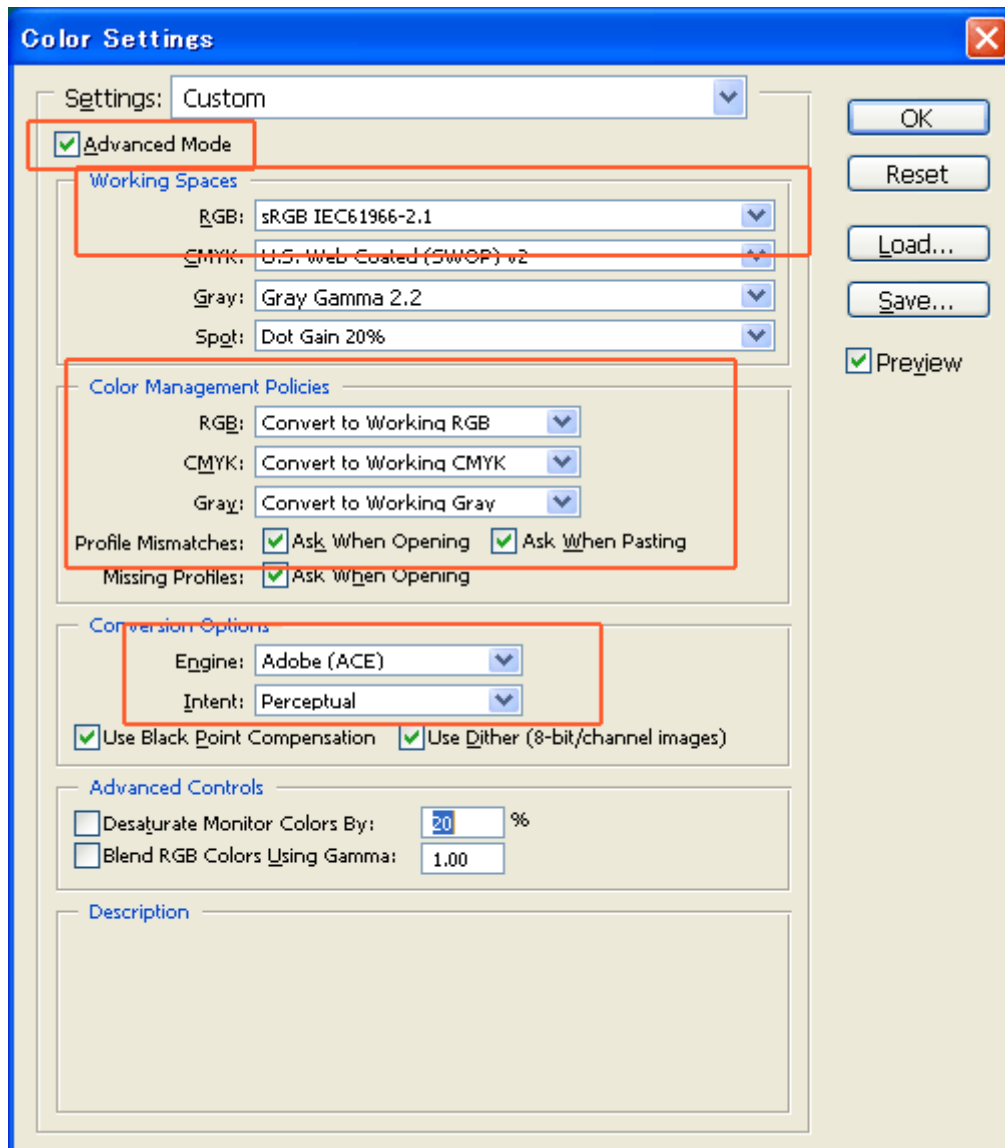 Color Settings
Settings: Custom
Advanced Mode
Working Spaces
RGB: sRGB IEC61966-2.1
CMYK: U.S. Web Coated (SWOP) v2
Gray: Gray Gamma 2.2
Spot: Dot Gain 20%
Color Management Policies
RGB: Convert to Working RGB
CMYK: Convert to Working CMYK
Gray: Convert to Working Gray
Profile Mismatches: Ask When Opening Ask When Pasting
Missing Profiles: Ask When Opening
Conversion Options
Engine: Adobe (ACE)
Intent: Perceptual
Use Black Point Compensation Use Dither (8-bit/channel images)
Advanced Controls
Desaturate Monitor Colors By: 20 %
Blend RGB Colors Using Gamma: 1.00
Description
OK
Reset
Load...
Save...
Preview